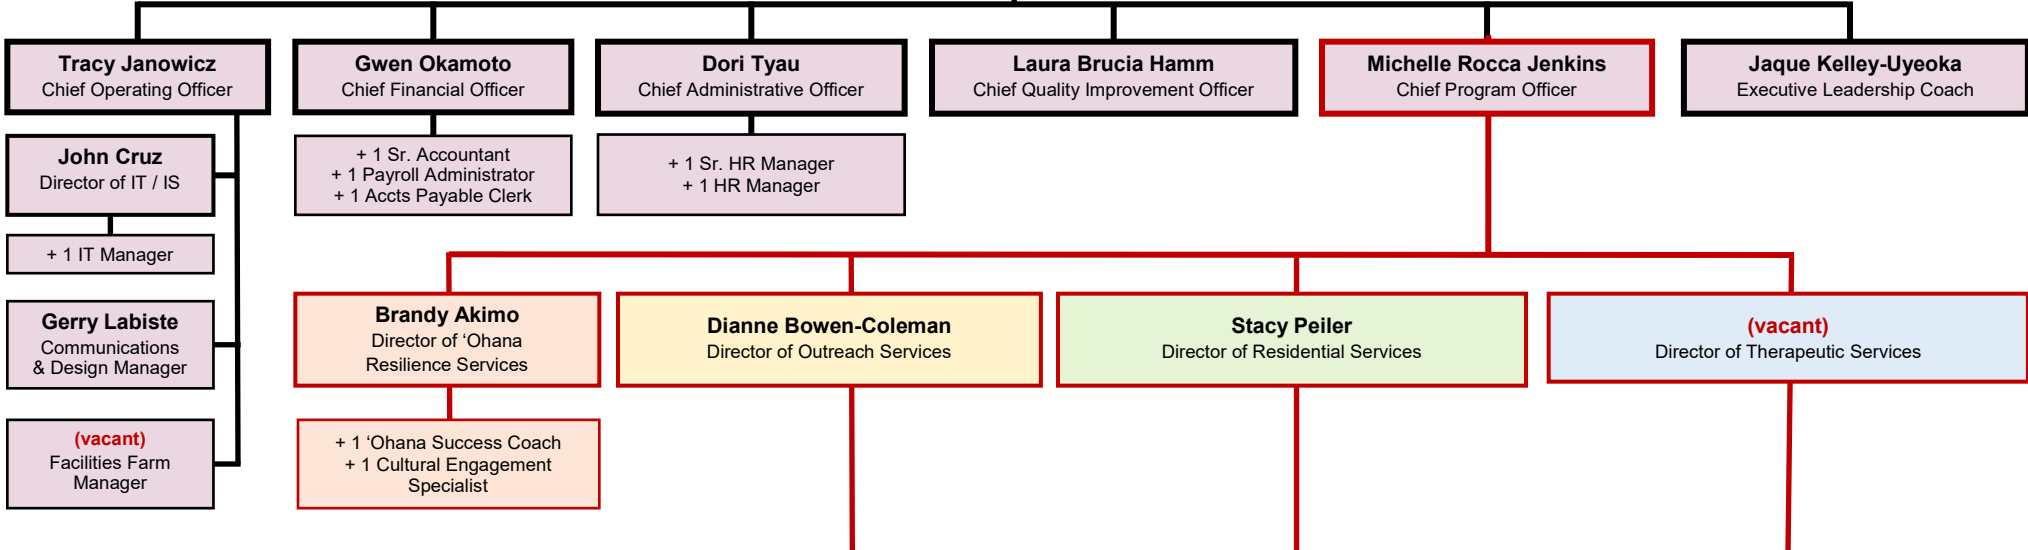 Tracy Janowicz
Chief Operating Officer
Gwen Okamoto
Chief Financial Officer
Dori Tyau
Chief Administrative Officer
Laura Brucia Hamm
Chief Quality Improvement Officer
Michelle Rocca Jenkins
Chief Program Officer
Jaque Kelley-Uyeoka
Executive Leadership Coach
John Cruz
Director of IT / IS
+ 1 IT Manager
Gerry Labiste
Communications
& Design Manager
(vacant)
Facilities Farm
Manager
+ 1 Sr. Accountant
+ 1 Payroll Administrator
+ 1 Accts Payable Clerk
+ 1 Sr. HR Manager
+ 1 HR Manager
Brandy Akimo
Director of ‘Ohana
Resilience Services
+ 1 ‘Ohana Success Coach
+ 1 Cultural Engagement
Specialist
Dianne Bowen-Coleman
Director of Outreach Services
Stacy Peiler
Director of Residential Services
(vacant)
Director of Therapeutic Services